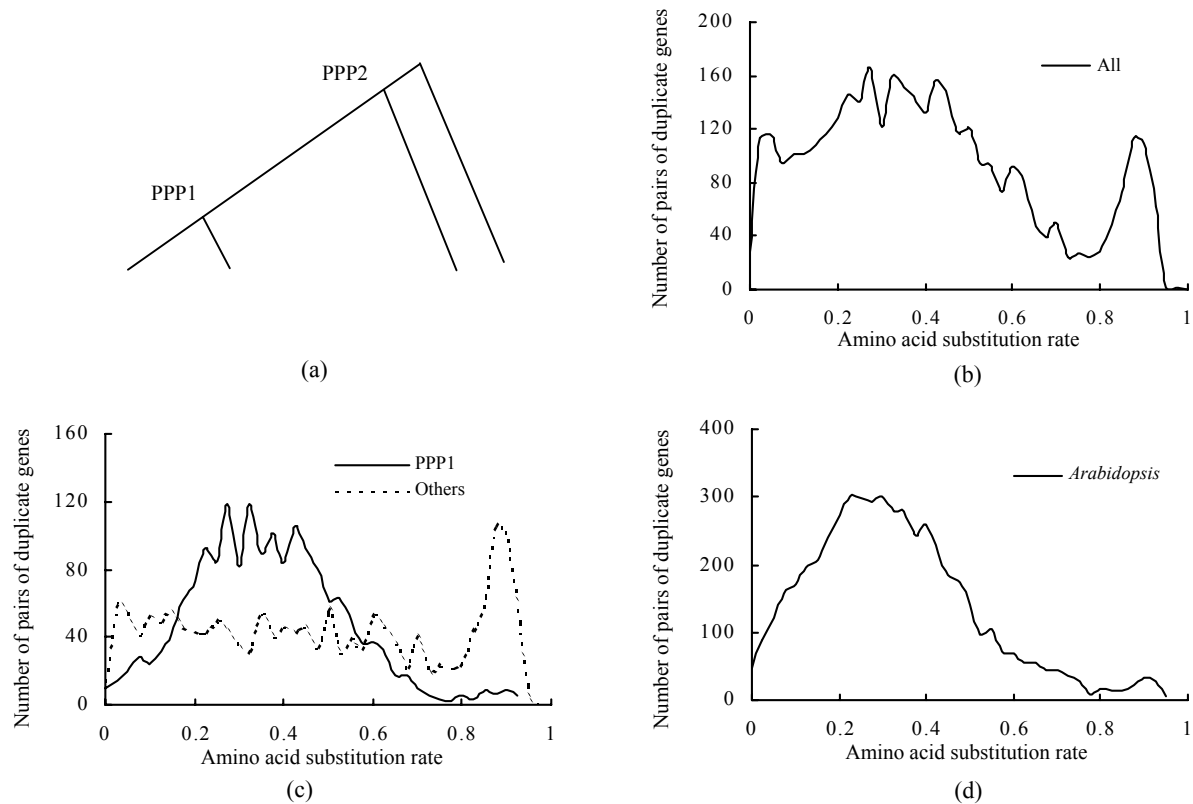 PPP2
PPP1
(a)
Number of pairs of duplicate genes
200
160
120
80
40
0
All
0 0.2 0.4 0.6 0.8 1
Amino acid substitution rate
(b)
Number of pairs of duplicate genes
160
120
80
40
0
PPP1
Others
0 0.2 0.4 0.6 0.8 1
Amino acid substitution rate
(c)
Number of pairs of duplicate genes
400
300
200
100
0
Arabidopsis
0 0.2 0.4 0.6 0.8 1
Amino acid substitution rate
(d)